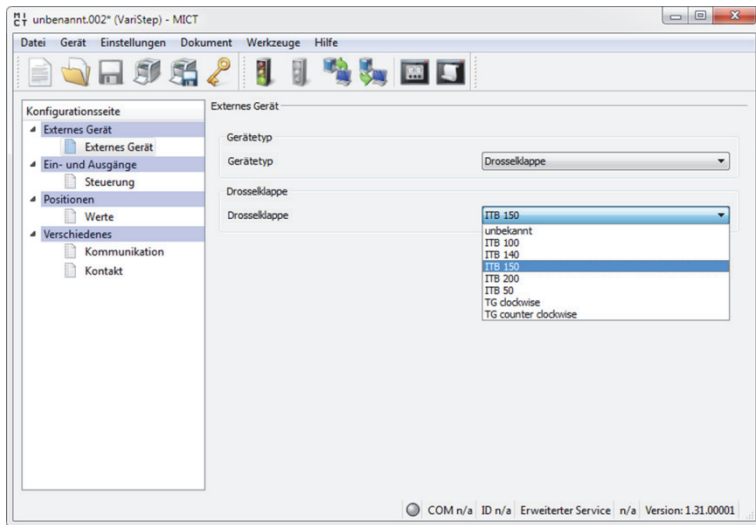 MICT unbenannt.002* (VariStep) - MICT
Datei Gerät Einstellungen Dokument Werkzeuge Hilfe
Konfigurationsseite
Externes Gerät
Externes Gerät
Ein- und Ausgänge
Steuerung
Positionen
Werte
Verschiedenes
Kommunikation
Kontakt
Externes Gerät
Gerätetyp
Gerätetyp Drosselklappe
Drosselklappe
Drosselklappe ITB 150
unbekannt
ITB 100
ITB 140
ITB 150
ITB 200
ITB 50
TG clockwise
TG counter clockwise
COM n/a ID n/a Erweiterter Service n/a Version: 1.31.00001